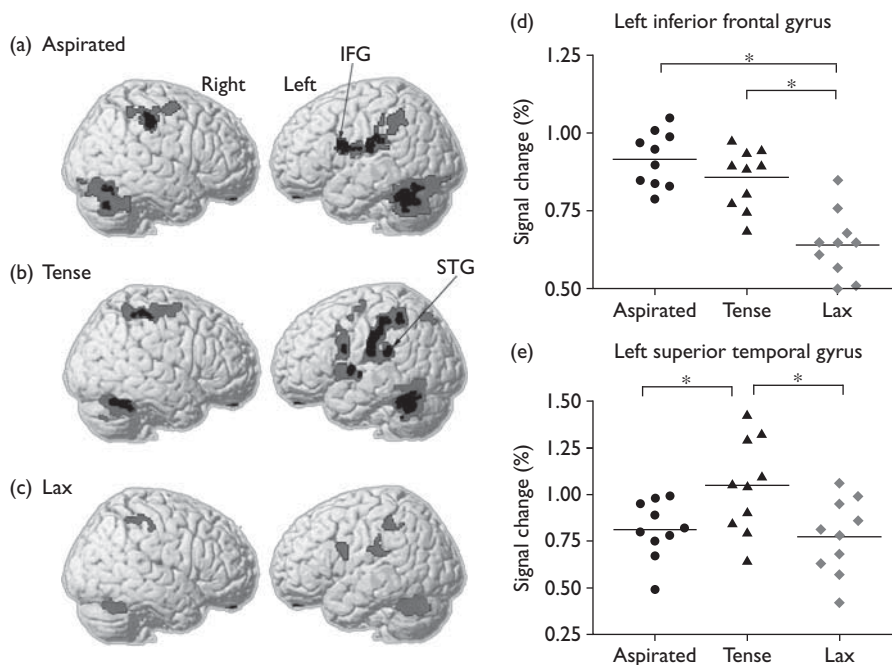 (a) Aspirated
Right
Left
IFG
(b) Tense
STG
(c) Lax
(d)
Left inferior frontal gyrus
1.25
*
*
1.00
0.75
0.50
Signal change (%)
Aspirated
Tense
Lax
(e)
Left superior temporal gyrus
1.50
*
*
1.25
1.00
0.75
0.50
0.25
Signal change (%)
Aspirated
Tense
Lax